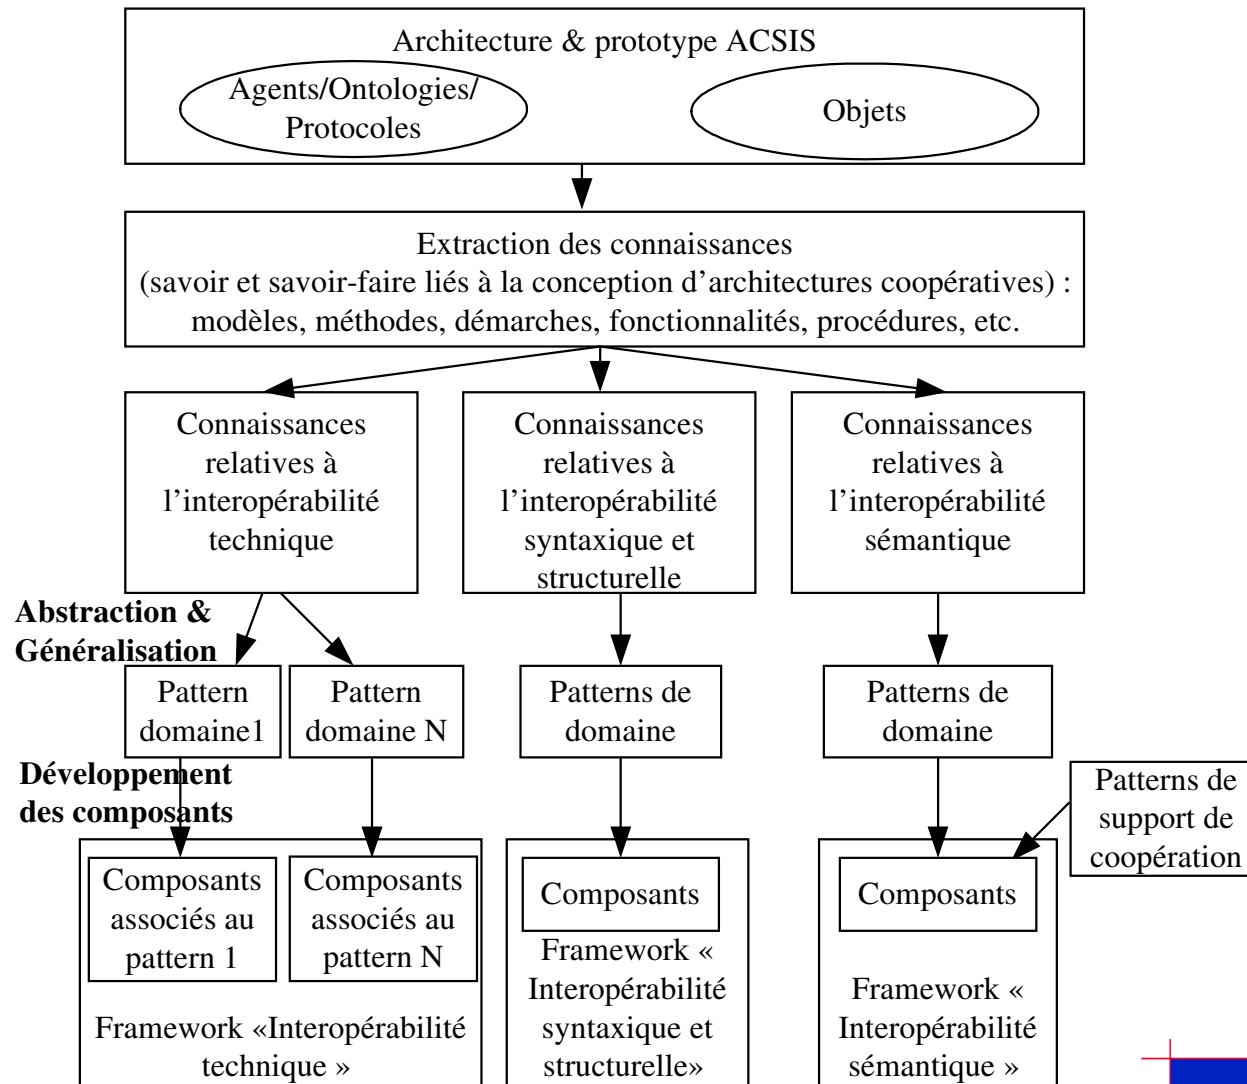 Architecture & prototype ACSIS
Agents/Ontologies/
Protocoles
Objets
Extraction des connaissances
(savoir et savoir-faire liés à la conception d’architectures coopératives) :
modèles, méthodes, démarches, fonctionnalités, procédures, etc.
Connaissances
relatives à
l’interopérabilité
technique
Connaissances
relatives à
l’interopérabilité
syntaxique et
structurelle
Connaissances
relatives à
l’interopérabilité
sémantique
Abstraction &
Généralisation
Pattern
domaine1
Pattern
domaine N
Patterns de
domaine
Patterns de
domaine
Développement
des composants
Patterns de
support de
coopération
Composants
associés au
pattern 1
Composants
associés au
pattern N
Framework «Interopérabilité
technique »
Composants
Framework «
Interopérabilité
syntaxique et
structurelle»
Composants
Framework «
Interopérabilité
sémantique »